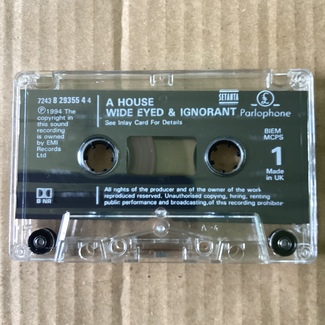 7243 8 28355 4 4
℗ 1994 The
copyright in
this sound
recording
is owned
by EMI
Records
Ltd
A HOUSE
WIDE EYED & IGNORANT
See Inlay Card For Details
SETANTA
£
Parlophone
BIEM
MCPS
1
Made
in UK
B NR
All rights of the producer and of the owner of the work
reproduced reserved. Unauthorised copying, hiring, renting
public performance and broadcasting, of this recording prohibited
A-4